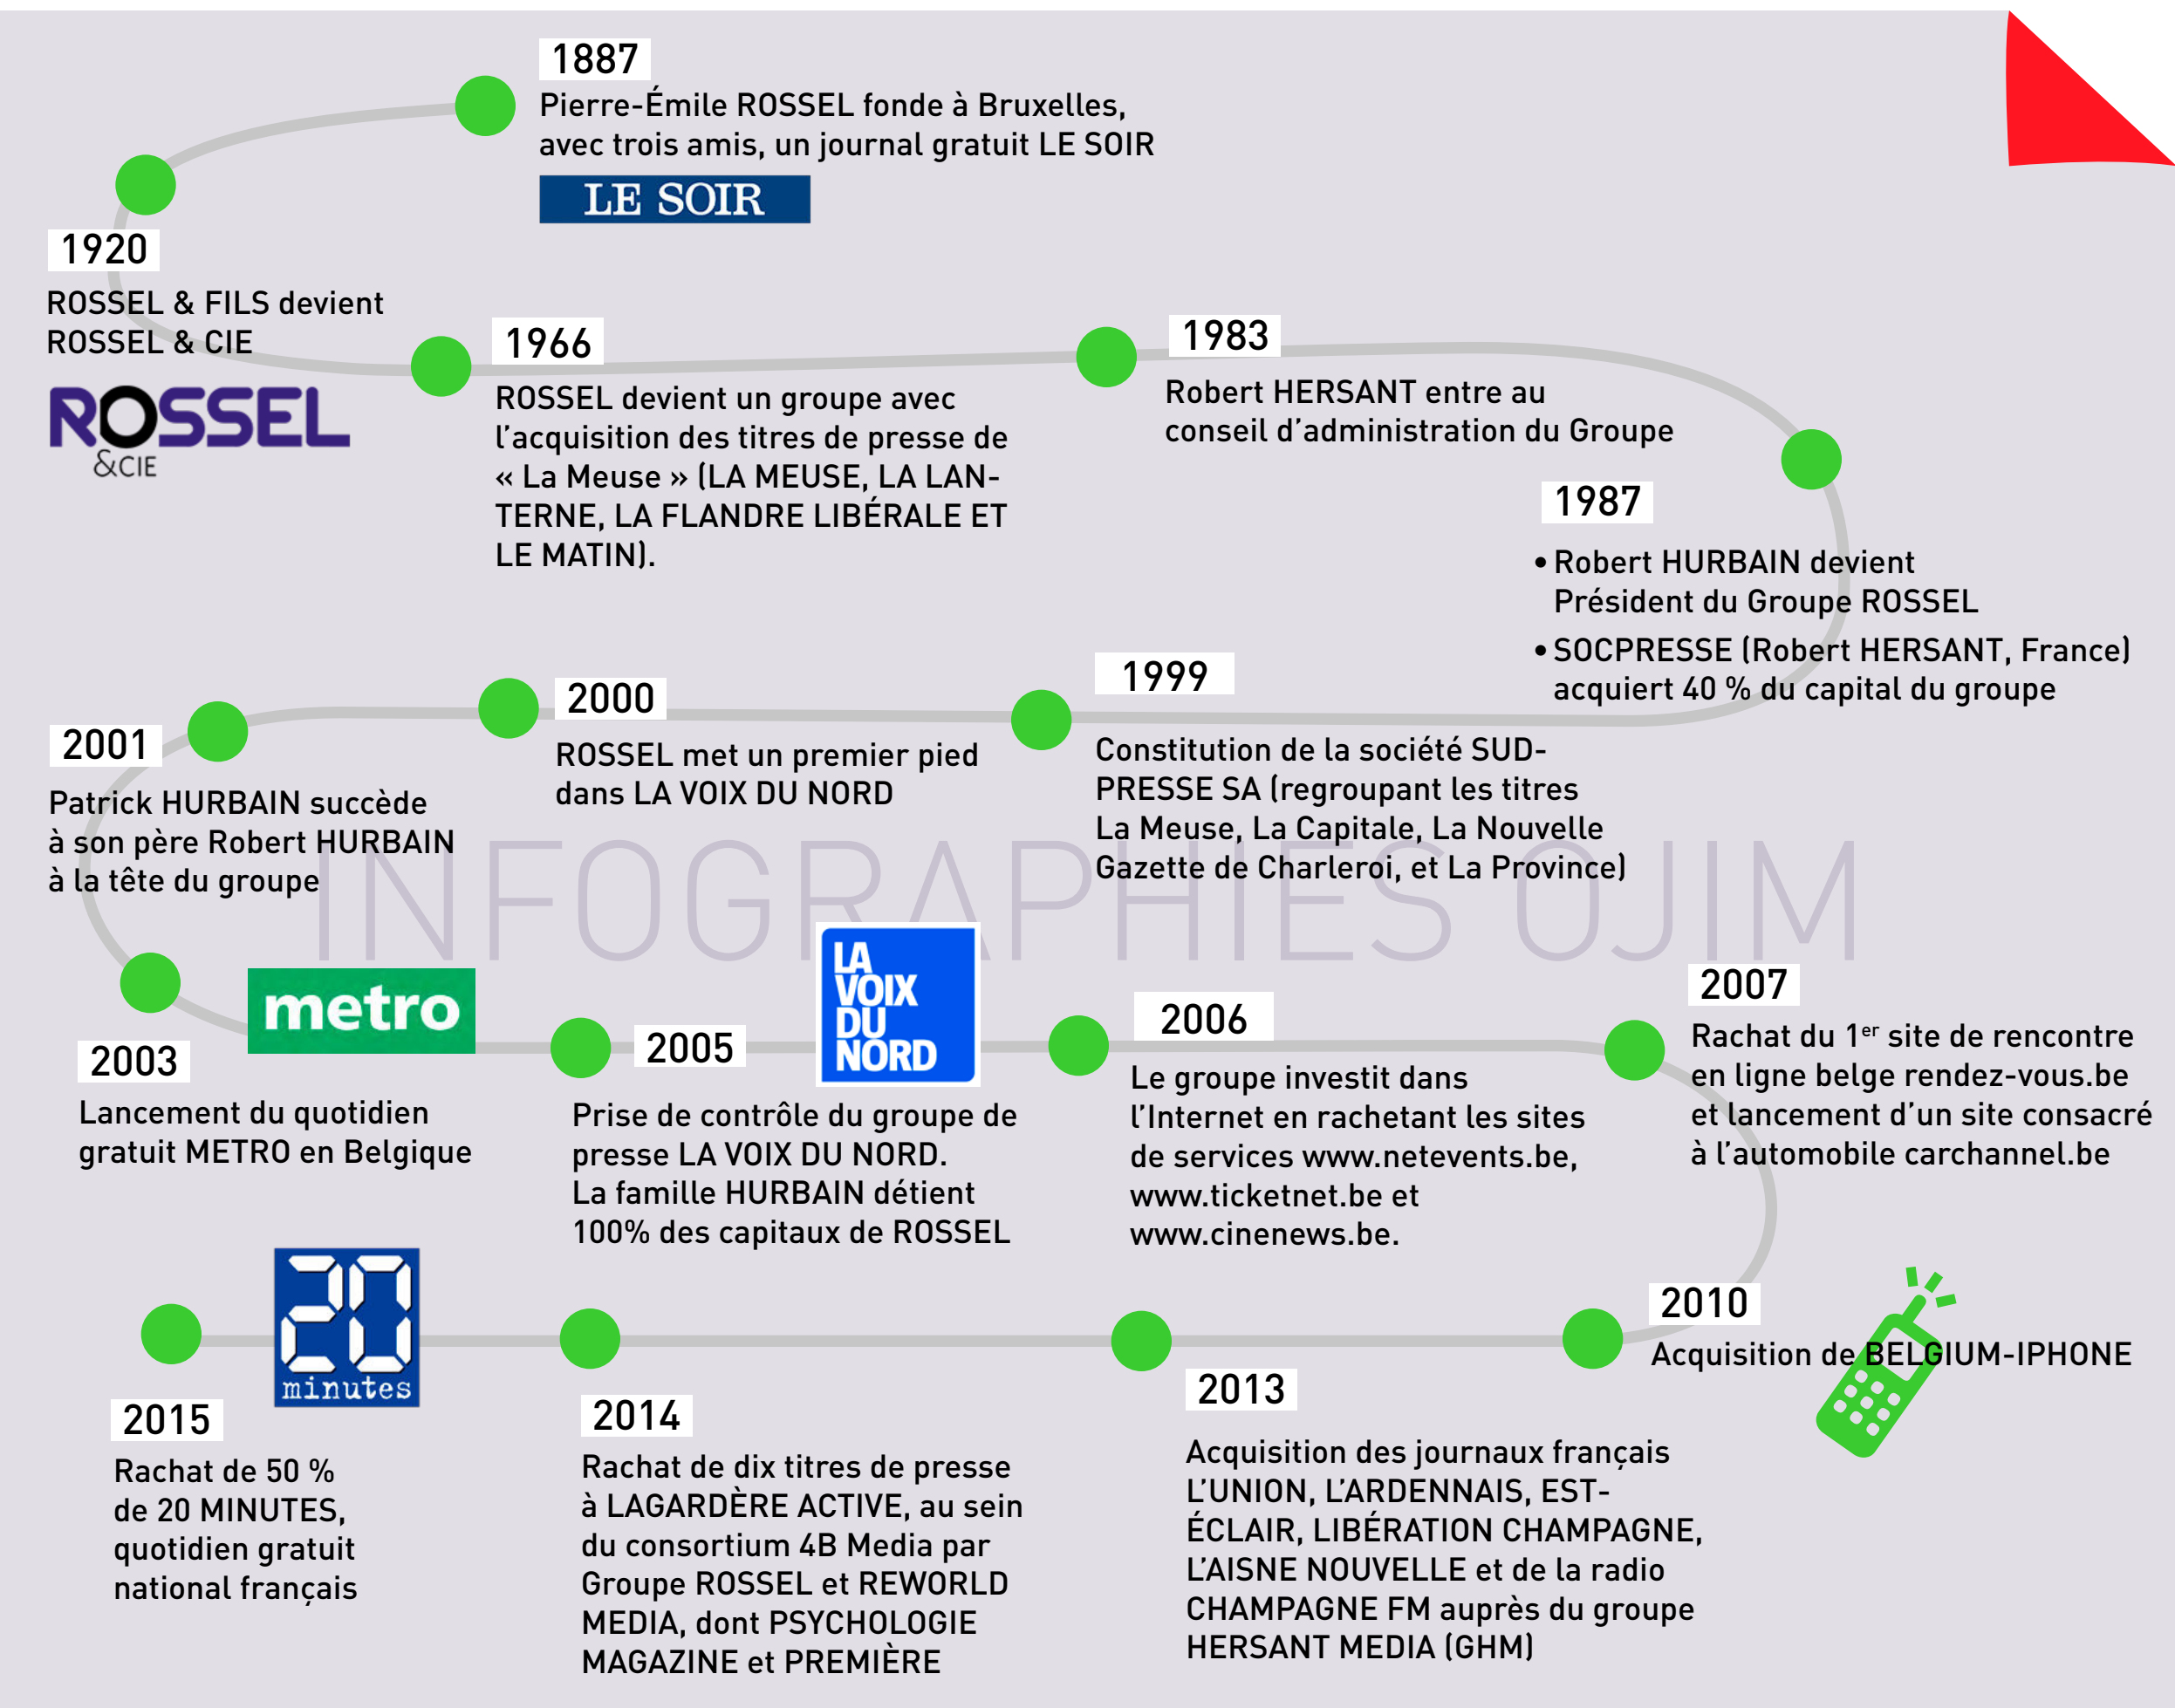 1887
Pierre-Émile ROSSEL fonde à Bruxelles,
avec trois amis, un journal gratuit LE SOIR
LE SOIR
1920
ROSSEL & FILS devient
ROSSEL & CIE
ROSSEL
&CIE
1966
ROSSEL devient un groupe avec
l'acquisition des titres de presse de
« La Meuse » (LA MEUSE, LA LAN-
TERNE, LA FLANDRE LIBÉRALE ET
LE MATIN).
1983
Robert HERSANT entre au
conseil d'administration du Groupe
1987
• Robert HURBAIN devient
Président du Groupe ROSSEL
• SOCPRESSE (Robert HERSANT, France)
acquiert 40 % du capital du groupe
1999
Constitution de la société SUD-
PRESSE SA (regroupant les titres
La Meuse, La Capitale, La Nouvelle
Gazette de Charleroi, et La Province)
2000
ROSSEL met un premier pied
dans LA VOIX DU NORD
2001
Patrick HURBAIN succède
à son père Robert HURBAIN
à la tête du groupe
INFOGRAPHIES OJIM
metro
2003
Lancement du quotidien
gratuit METRO en Belgique
2005
LA
VOIX
DU
NORD
Prise de contrôle du groupe de
presse LA VOIX DU NORD.
La famille HURBAIN détient
100% des capitaux de ROSSEL
2006
Le groupe investit dans
l'Internet en rachetant les sites
de services www.netevents.be,
www.ticketnet.be et
www.cinenews.be.
2007
Rachat du 1er site de rencontre
en ligne belge rendez-vous.be
et lancement d'un site consacré
à l'automobile carchannel.be
2010
Acquisition de BELGIUM-IPHONE
2013
Acquisition des journaux français
L'UNION, L'ARDENNAIS, EST-
ÉCLAIR, LIBÉRATION CHAMPAGNE,
L'AISNE NOUVELLE et de la radio
CHAMPAGNE FM auprès du groupe
HERSANT MEDIA (GHM)
2014
Rachat de dix titres de presse
à LAGARDÈRE ACTIVE, au sein
du consortium 4B Media par
Groupe ROSSEL et REWORLD
MEDIA, dont PSYCHOLOGIE
MAGAZINE et PREMIÈRE
20
minutes
2015
Rachat de 50 %
de 20 MINUTES,
quotidien gratuit
national français